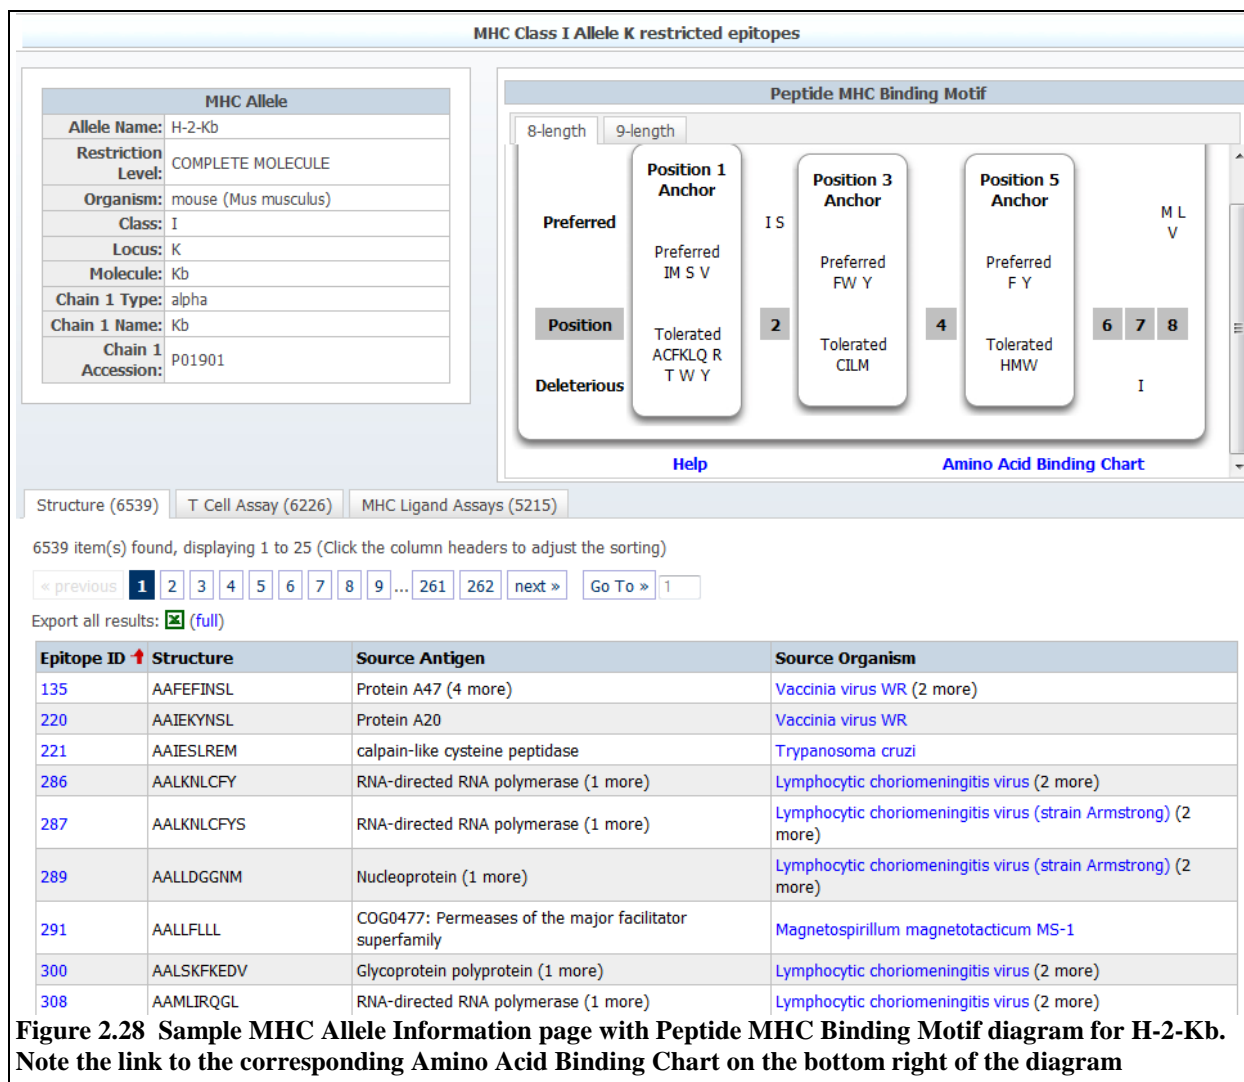 MHC Class I Allele K restricted epitopes
MHC Allele
Allele Name: H-2-Kb
Restriction Level: COMPLETE MOLECULE
Organism: mouse (Mus musculus)
Class: I
Locus: K
Molecule: Kb
Chain 1 Type: alpha
Chain 1 Name: Kb
Chain 1 Accession: P01901
Peptide MHC Binding Motif
8-length 9-length
Preferred
Position
Deleterious
Position 1
Anchor
Preferred
IM S V
Tolerated
ACFKLQ R
T W Y
I S
2
Position 3
Anchor
Preferred
FW Y
Tolerated
CILM
4
Position 5
Anchor
Preferred
F Y
Tolerated
HMW
M L
V
6 7 8
I
Help Amino Acid Binding Chart
Structure (6539) T Cell Assay (6226) MHC Ligand Assays (5215)
6539 item(s) found, displaying 1 to 25 (Click the column headers to adjust the sorting)
« previous 1 2 3 4 5 6 7 8 9 ... 261 262 next » Go To » 1
Export all results: (full)
Epitope ID Structure Source Antigen Source Organism
135 AAFEFINSL Protein A47 (4 more) Vaccinia virus WR (2 more)
220 AAIEKYNSL Protein A20 Vaccinia virus WR
221 AAIESLREM calpain-like cysteine peptidase Trypanosoma cruzi
286 AALKNLCFY RNA-directed RNA polymerase (1 more) Lymphocytic choriomeningitis virus (2 more)
287 AALKNLCFYS RNA-directed RNA polymerase (1 more) Lymphocytic choriomeningitis virus (strain Armstrong) (2
more)
289 AALLDGGNM Nucleoprotein (1 more) Lymphocytic choriomeningitis virus (strain Armstrong) (2
more)
291 AALLFLLL COG0477: Permeases of the major facilitator
superfamily Magnetospirillum magnetotacticum MS-1
300 AALSKFKEDV Glycoprotein polyprotein (1 more) Lymphocytic choriomeningitis virus (2 more)
308 AAMLIRQGL RNA-directed RNA polymerase (1 more) Lymphocytic choriomeningitis virus (2 more)
Figure 2.28 Sample MHC Allele Information page with Peptide MHC Binding Motif diagram for H-2-Kb.
Note the link to the corresponding Amino Acid Binding Chart on the bottom right of the diagram